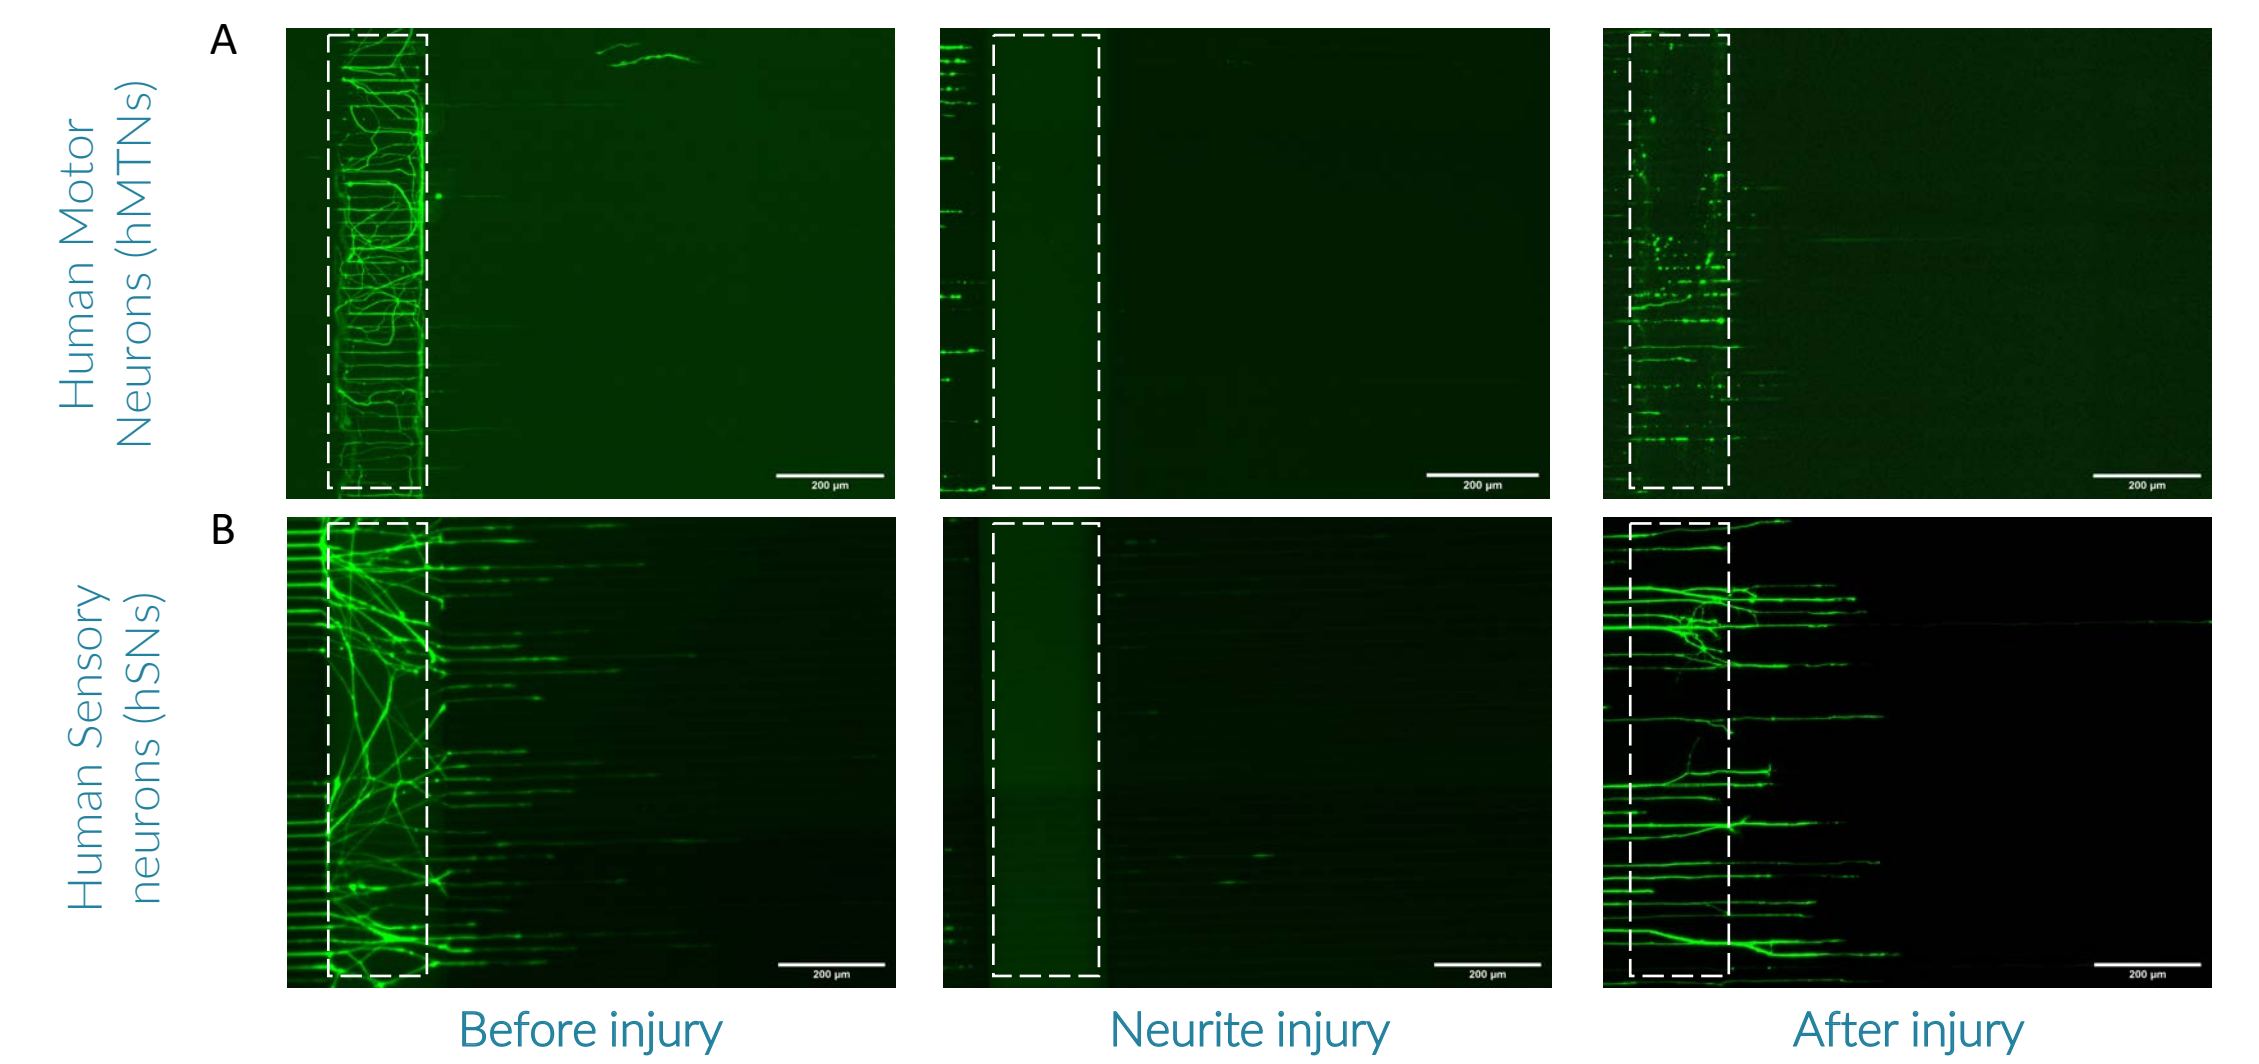 A
Human Motor
Neurons (hMTNs)
200 µm
200 µm
200 µm
B
Human Sensory
neurons (hSNs)
200 µm
200 µm
200 µm
Before injury
Neurite injury
After injury